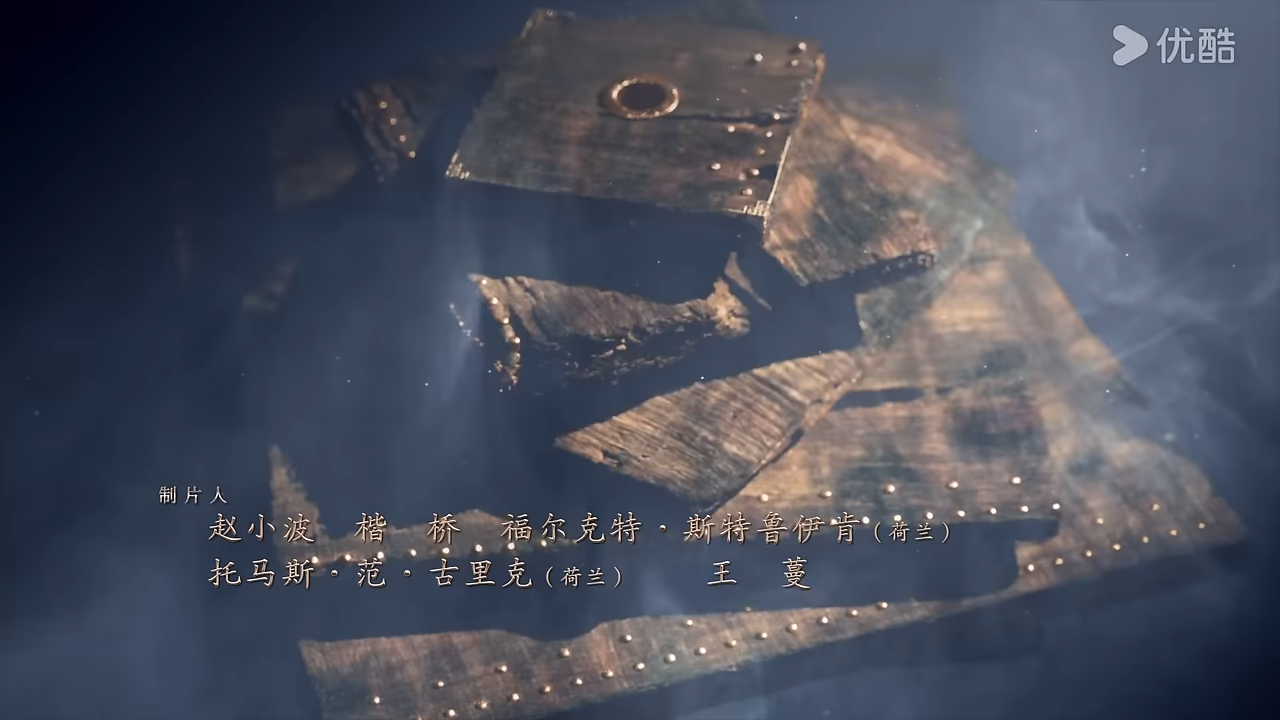 优酷
制片人
赵小波 楷 桥 福尔克特·斯特鲁伊肯(荷兰)
托马斯·范·古里克(荷兰) 王 蔓